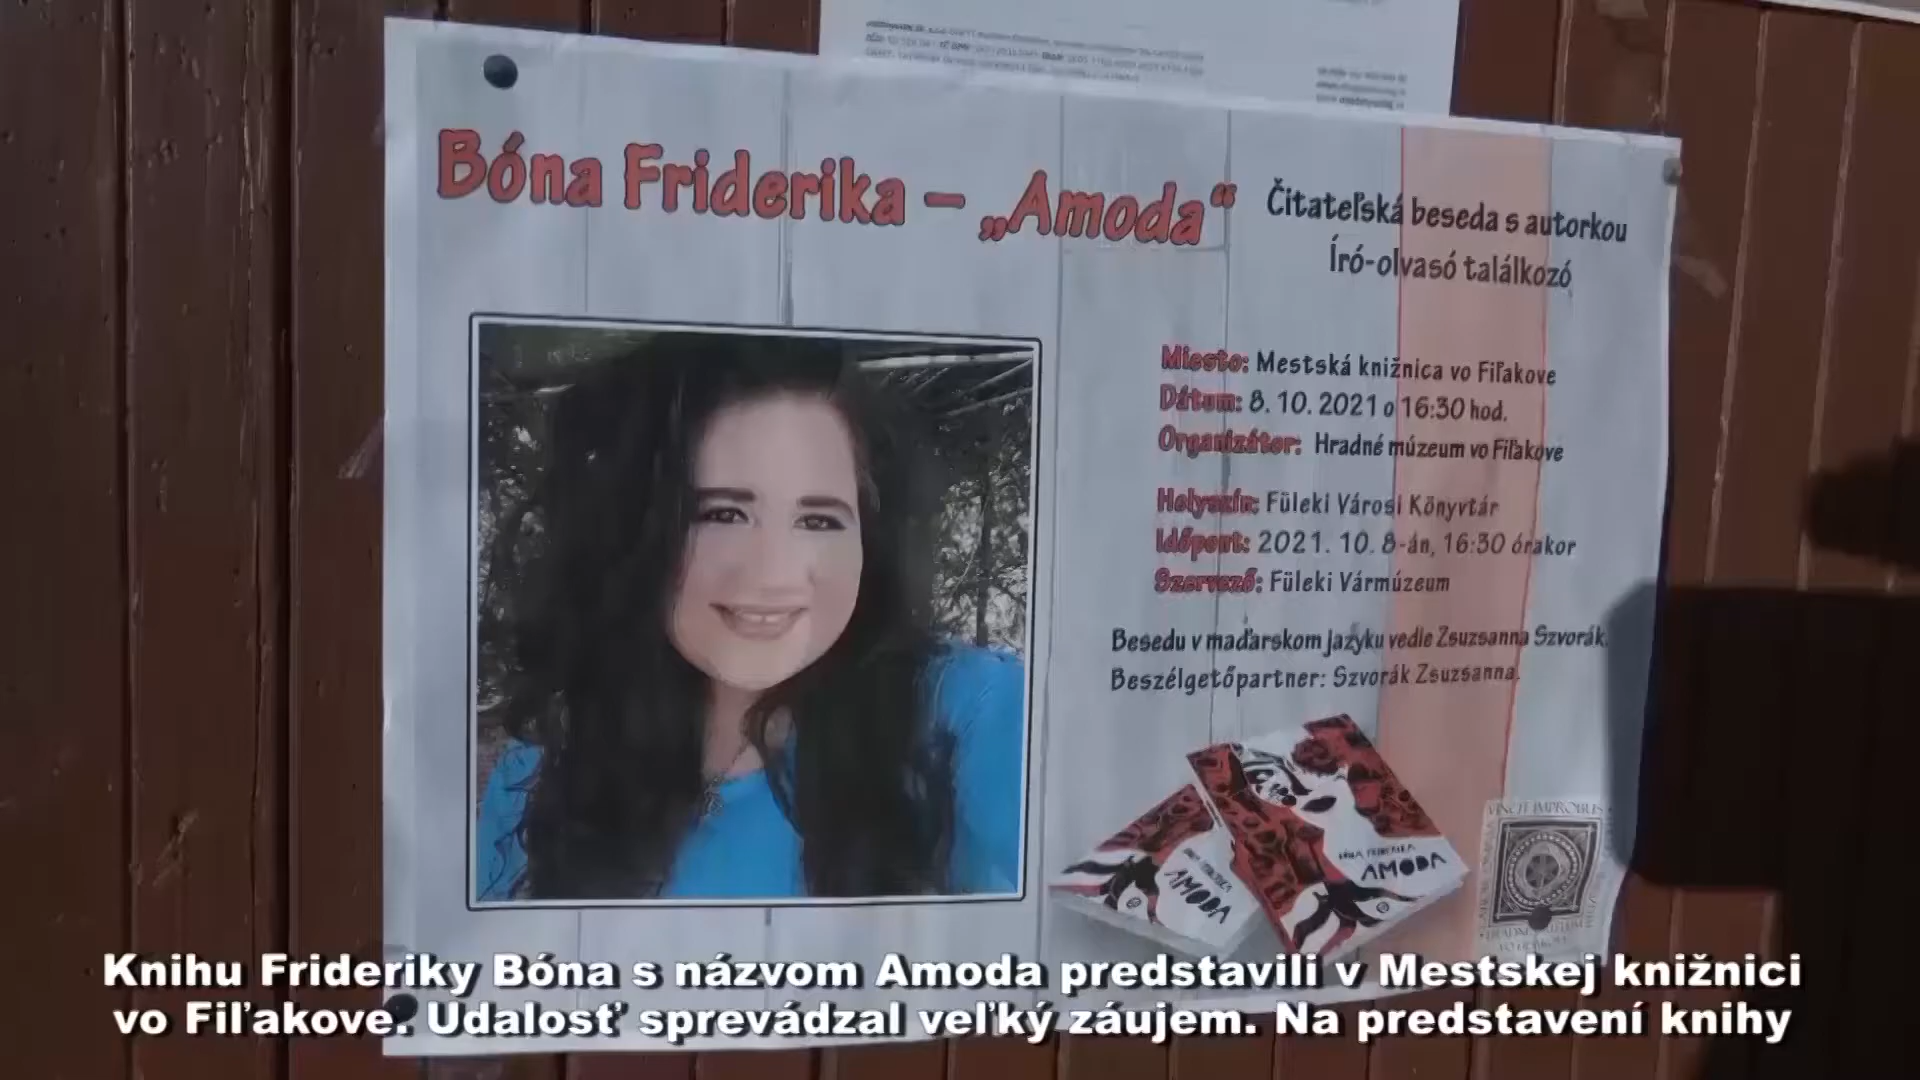 Bóna Friderika – „Amoda“
Čitateľská beseda s autorkou
Író-olvasó találkozó
Miesto: Mestská knižnica vo Fiľakove
Dátum: 8. 10. 2021 o 16:30 hod.
Organizátor: Hradné múzeum vo Fiľakove
Helyszín: Füleki Városi Könyvtár
Időpont: 2021. 10. 8-án, 16:30 órakor
Szervező: Füleki Vármúzeum
Besedu v maďarskom jazyku vedie Zsuzsanna Szvorák.
Beszélgetőpartner: Szvorák Zsuzsanna.
BÓNA FRIDERIKA
AMODA
BÓNA FRIDERIKA
AMODA
VINCIT IMPROBUS
Knihu Frideriky Bóna s názvom Amoda predstavili v Mestskej knižnici
vo Fiľakove. Udalosť sprevádzal veľký záujem. Na predstavení knihy